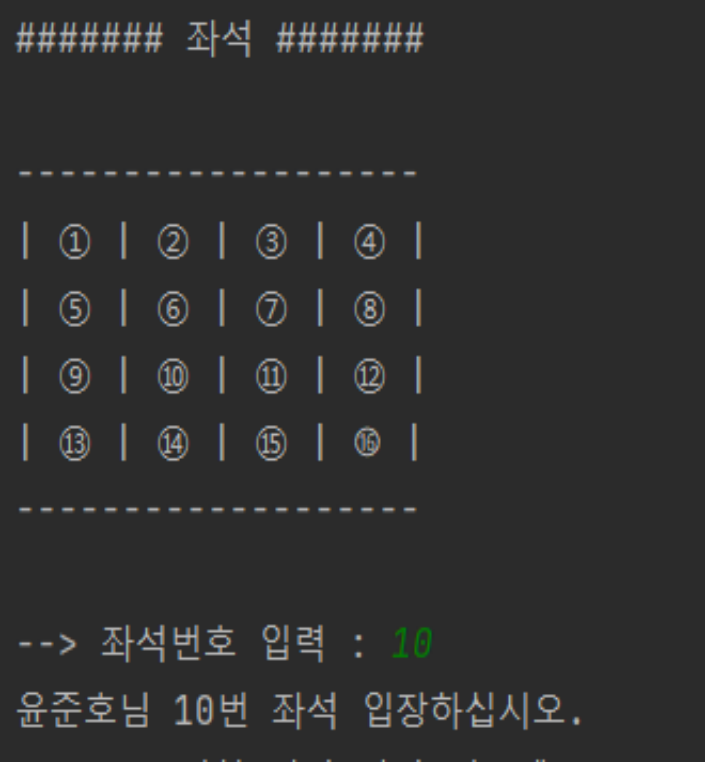 ####### 좌석 #######
-------------------
| ① | ② | ③ | ④ |
| ⑤ | ⑥ | ⑦ | ⑧ |
| ⑨ | ⑩ | ⑪ | ⑫ |
| ⑬ | ⑭ | ⑮ | ⑯ |
-------------------
--> 좌석번호 입력 : 10
윤준호님 10번 좌석 입장하십시오.